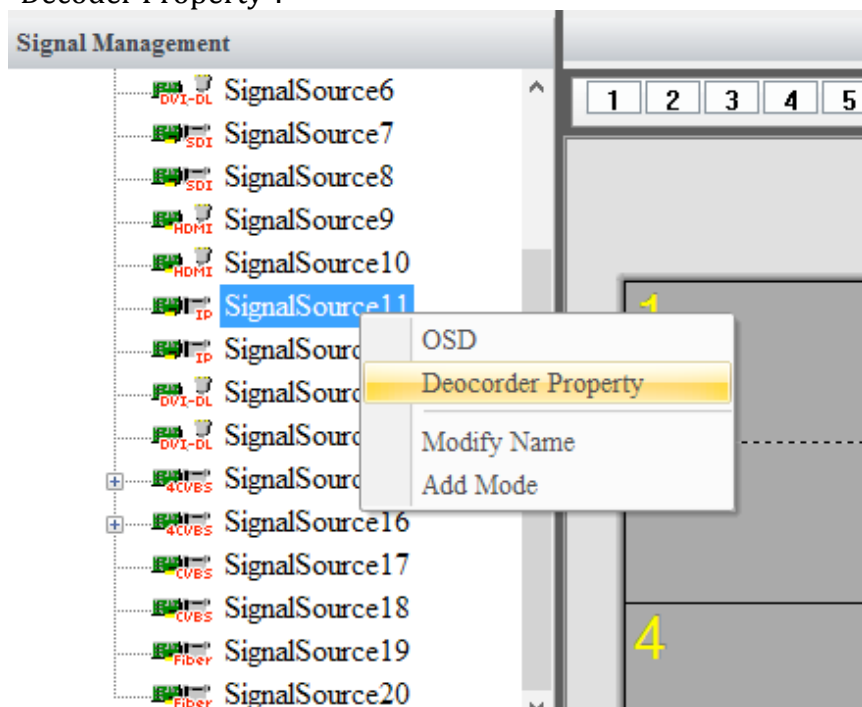 Decoder Property".
Signal Management
1 2 3 4 5
DVI-DL SignalSource6
SDI SignalSource7
SDI SignalSource8
HDMI SignalSource9
HDMI SignalSource10
IP SignalSource11
IP SignalSourc
DVI-DL SignalSourc
DVI-DL SignalSourc
4CVBS SignalSourc
4CVBS SignalSource16
CVBS SignalSource17
CVBS SignalSource18
Fiber SignalSource19
Fiber SignalSource20
OSD
Deocorder Property
Modify Name
Add Mode
1
4